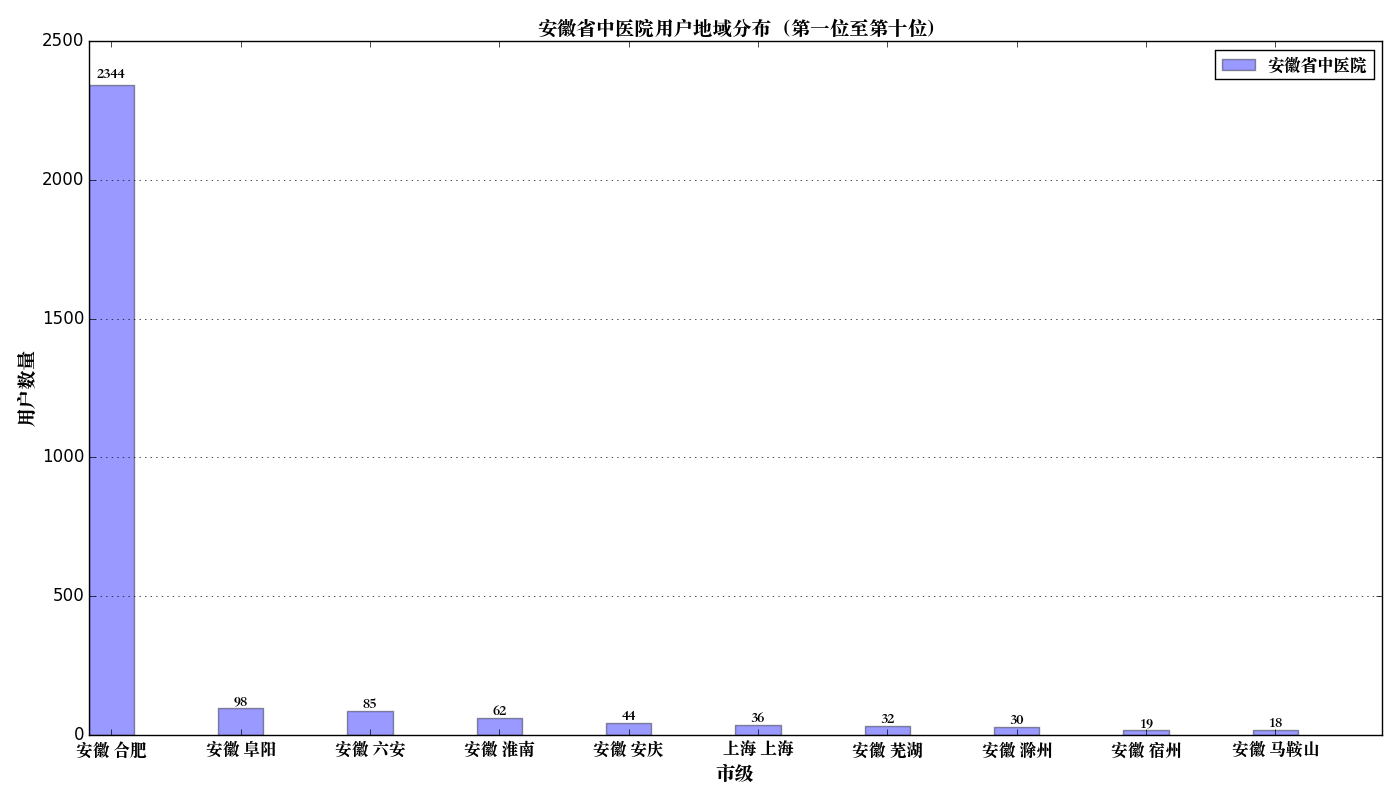 安徽省中医院用户地域分布（第一位至第十位）
安徽省中医院
2500
2000
1500
1000
500
0
用户数量
2344
98
85
62
44
36
32
30
19
18
安徽 合肥
安徽 阜阳
安徽 六安
安徽 淮南
安徽 安庆
上海 上海
安徽 芜湖
安徽 滁州
安徽 宿州
安徽 马鞍山
市级